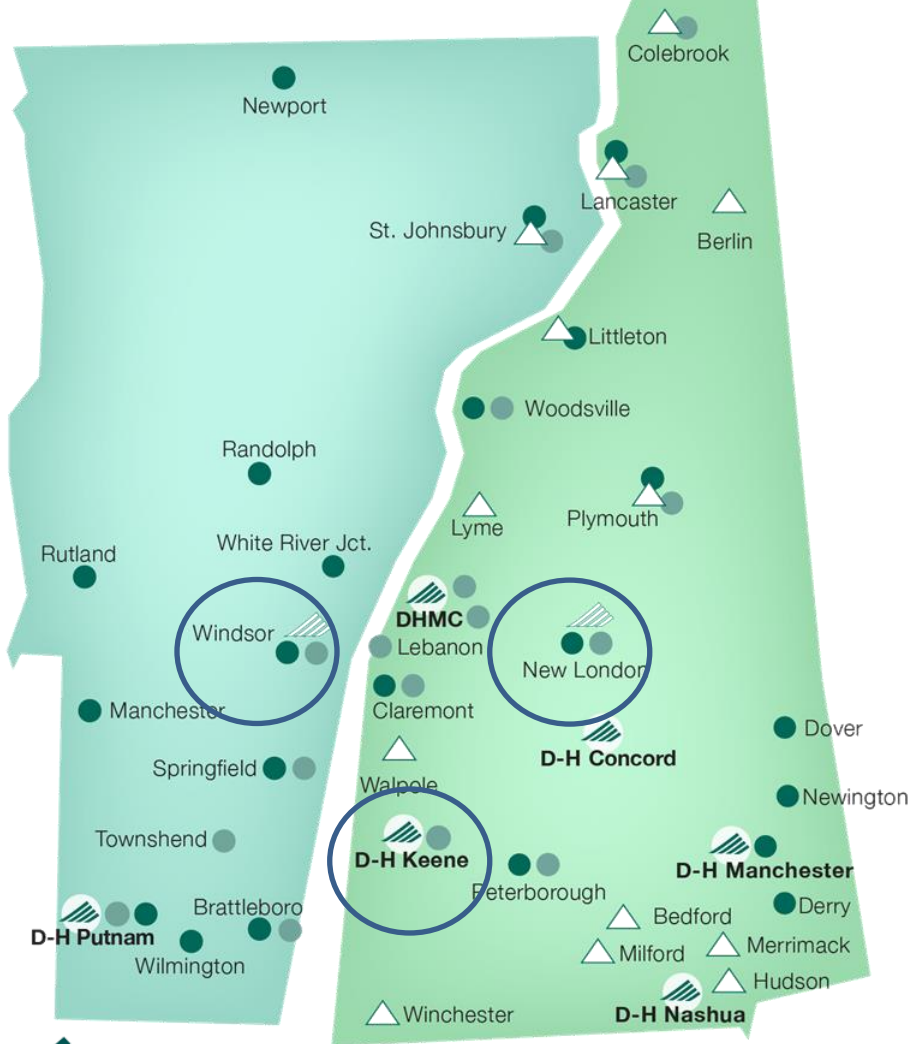 Colebrook
Newport
Lancaster
St. Johnsbury
Berlin
Littleton
Woodsville
Randolph
Plymouth
Lyme
White River Jct.
Rutland
DHMC
Windsor
Lebanon
New London
Claremont
Manchester
Dover
D-H Concord
Springfield
Walpole
Newington
Townshend
D-H Keene
D-H Manchester
Peterborough
Brattleboro
Derry
Bedford
D-H Putnam
Merrimack
Milford
Wilmington
Hudson
Winchester
D-H Nashua